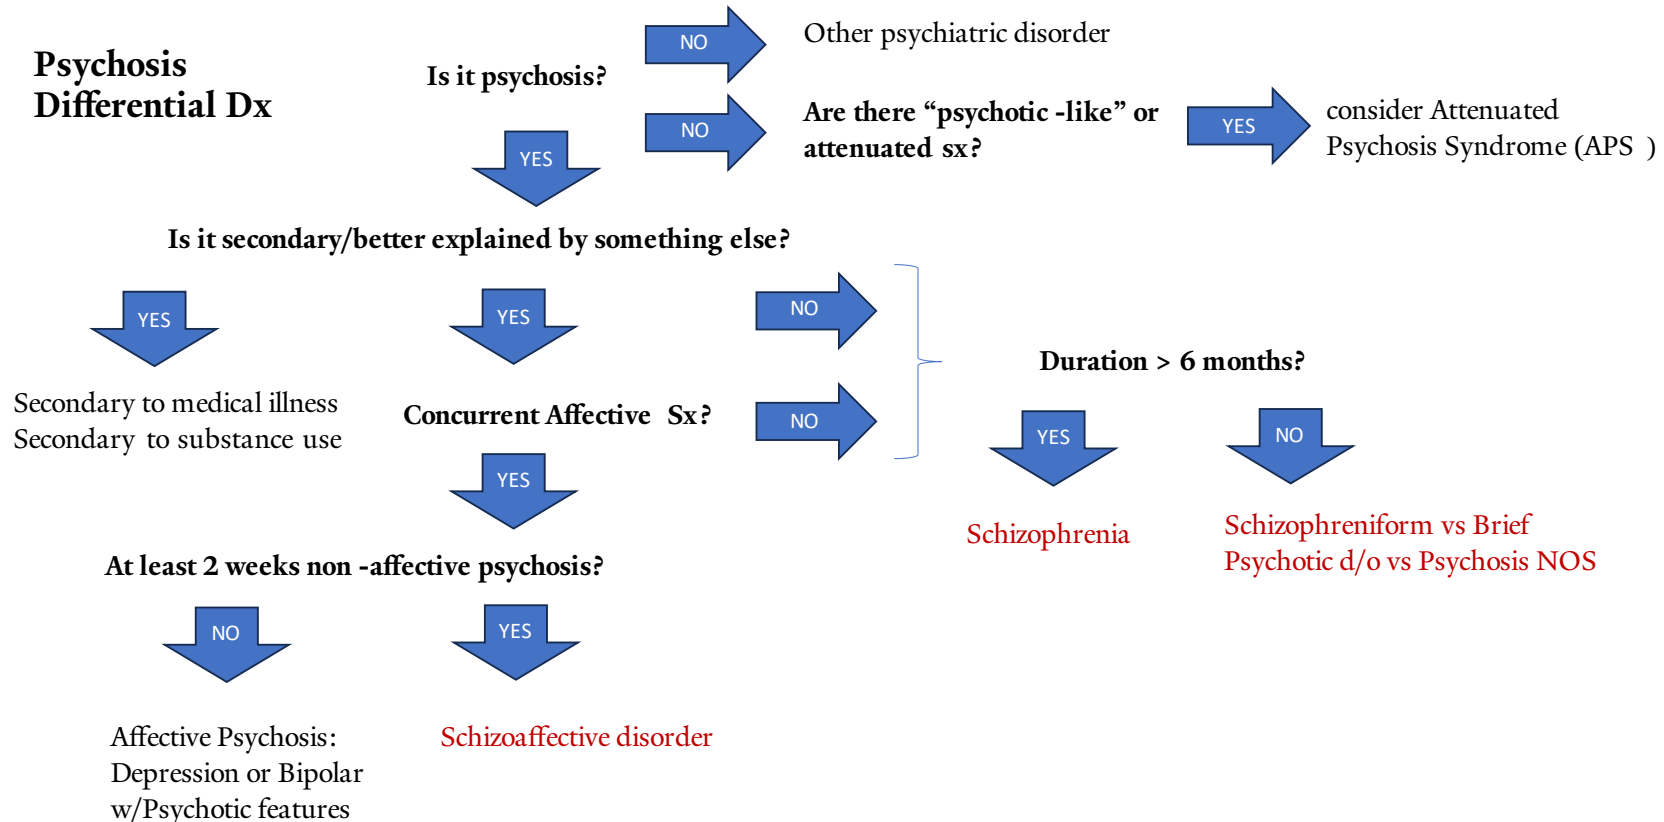 Psychosis
Differential Dx
Is it psychosis?
NO
Other psychiatric disorder
NO
Are there “psychotic -like” or
attenuated sx?
YES
consider Attenuated
Psychosis Syndrome (APS )
YES
Is it secondary/better explained by something else?
YES
YES
NO
Secondary to medical illness
Secondary to substance use
Concurrent Affective Sx?
NO
Duration > 6 months?
YES
NO
Schizophrenia
Schizophreniform vs Brief
Psychotic d/o vs Psychosis NOS
YES
At least 2 weeks non -affective psychosis?
NO
YES
Affective Psychosis:
Depression or Bipolar
w/Psychotic features
Schizoaffective disorder